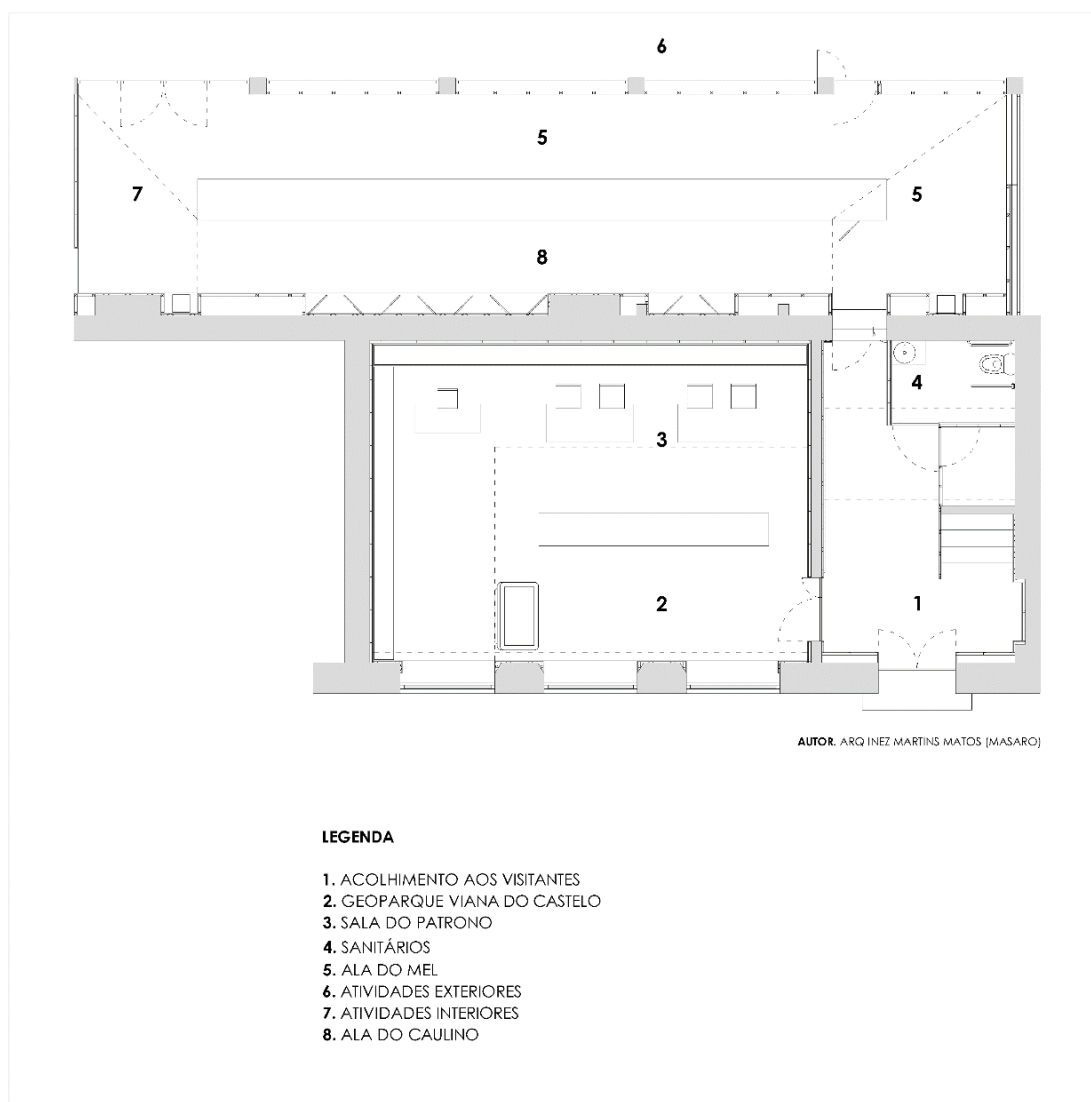 6
5
7
5
8
4
3
2
1
AUTOR. ARQ INEZ MARTINS MATOS (MASARO)
LEGENDA
1. ACOLHIMENTO AOS VISITANTES
2. GEOPARQUE VIANA DO CASTELO
3. SALA DO PATRONO
4. SANITÁRIOS
5. ALA DO MEL
6. ATIVIDADES EXTERIORES
7. ATIVIDADES INTERIORES
8. ALA DO CAULINO